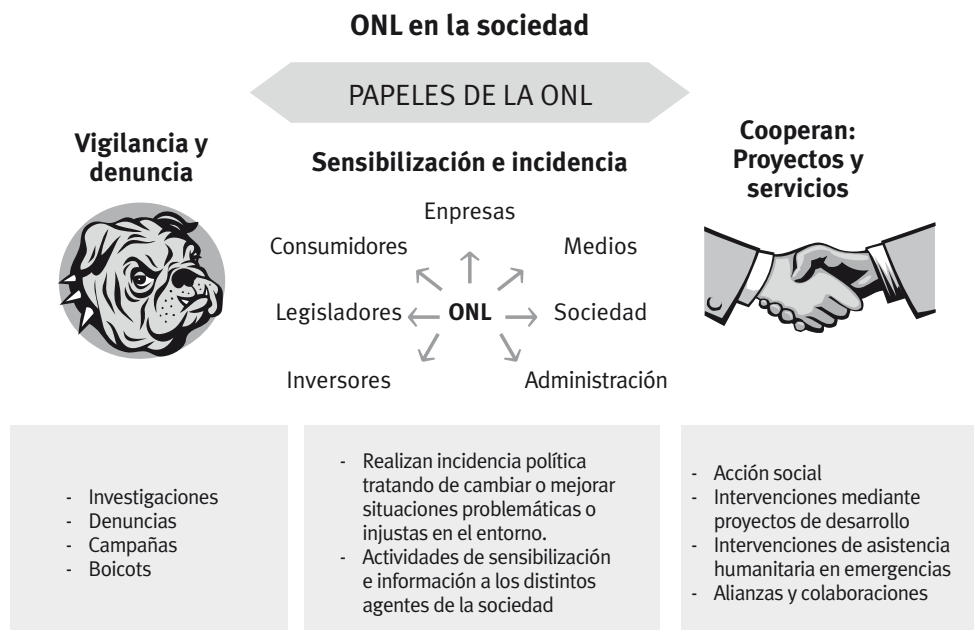 ONL en la sociedad
PAPELES DE LA ONL
Vigilancia y
denuncia
Sensibilización e incidencia
Enpresas
Consumidores
Medios
Legisladores
ONL
Sociedad
Inversores
Administración
Cooperan:
Proyectos y
servicios
- Investigaciones
- Denuncias
- Campañas
- Boicots
- Realizan incidencia política
tratando de cambiar o mejorar
situaciones problemáticas o
injustas en el entorno.
- Actividades de sensibilización
e información a los distintos
agentes de la sociedad
- Acción social
- Intervenciones mediante
proyectos de desarrollo
- Intervenciones de asistencia
humanitaria en emergencias
- Alianzas y colaboraciones